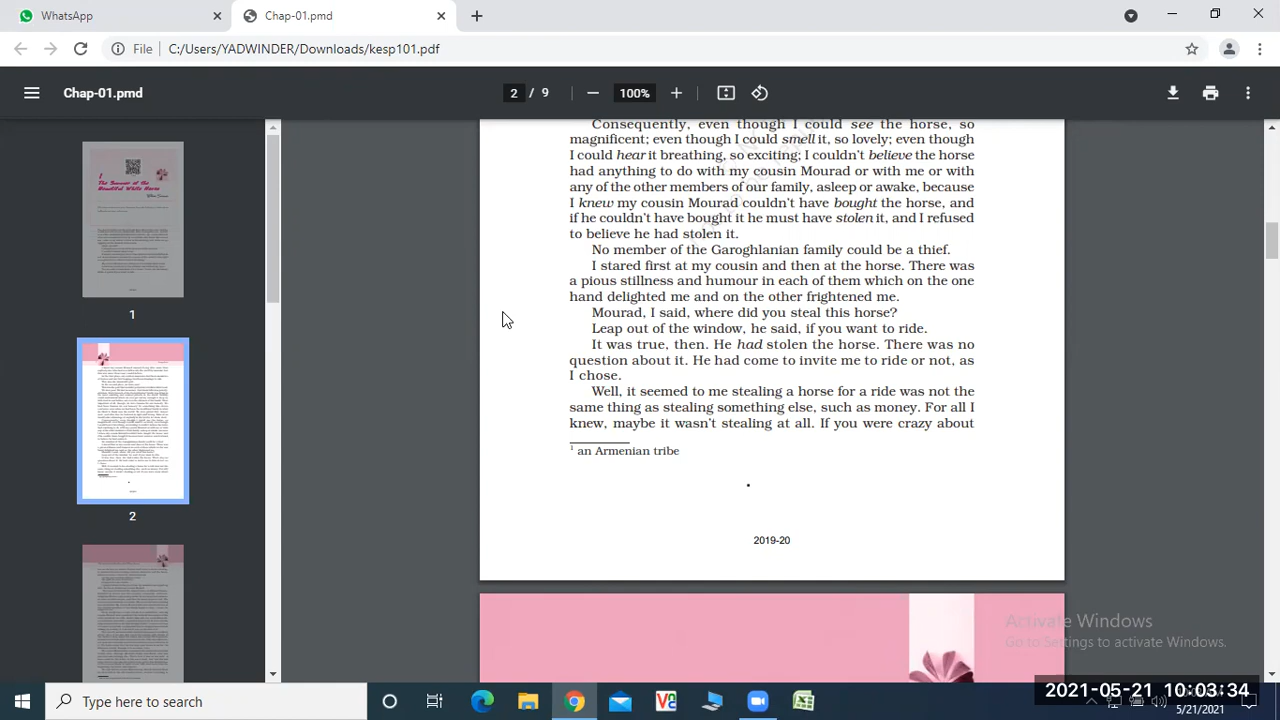 WhatsApp
Chap-01.pmd
File
C:/Users/YADWINDER/Downloads/kesp101.pdf
Chap-01.pmd
2 / 9
100%
Consequently, even though I could see the horse, so
magnificent; even though I could smell it, so lovely; even though
I could hear it breathing, so exciting; I couldn't believe the horse
had anything to do with my cousin Mourad or with me or with
any of the other members of our family, asleep or awake, because
I knew my cousin Mourad couldn't have bought the horse, and
if he couldn't have bought it he must have stolen it, and I refused
to believe he had stolen it.
No member of the Garoghlanian family could be a thief.
I stared first at my cousin and then at the horse. There was
a pious stillness and humour in each of them which on the one
hand delighted me and on the other frightened me.
Mourad, I said, where did you steal this horse?
Leap out of the window, he said, if you want to ride.
It was true, then. He had stolen the horse. There was no
question about it. He had come to invite me to ride or not, as
I chose.
Well, it seemed to me stealing a horse for a ride was not the
same thing as stealing something else, such as money. For all I
knew, maybe it wasn't stealing at all. If you were crazy about
an Armenian tribe
2019-20
The Summer of the
Beautiful White Horse
1
2
Activate Windows
Go to Settings to activate Windows.
Type here to search
2021-05-21 10:03:34
5/21/2021